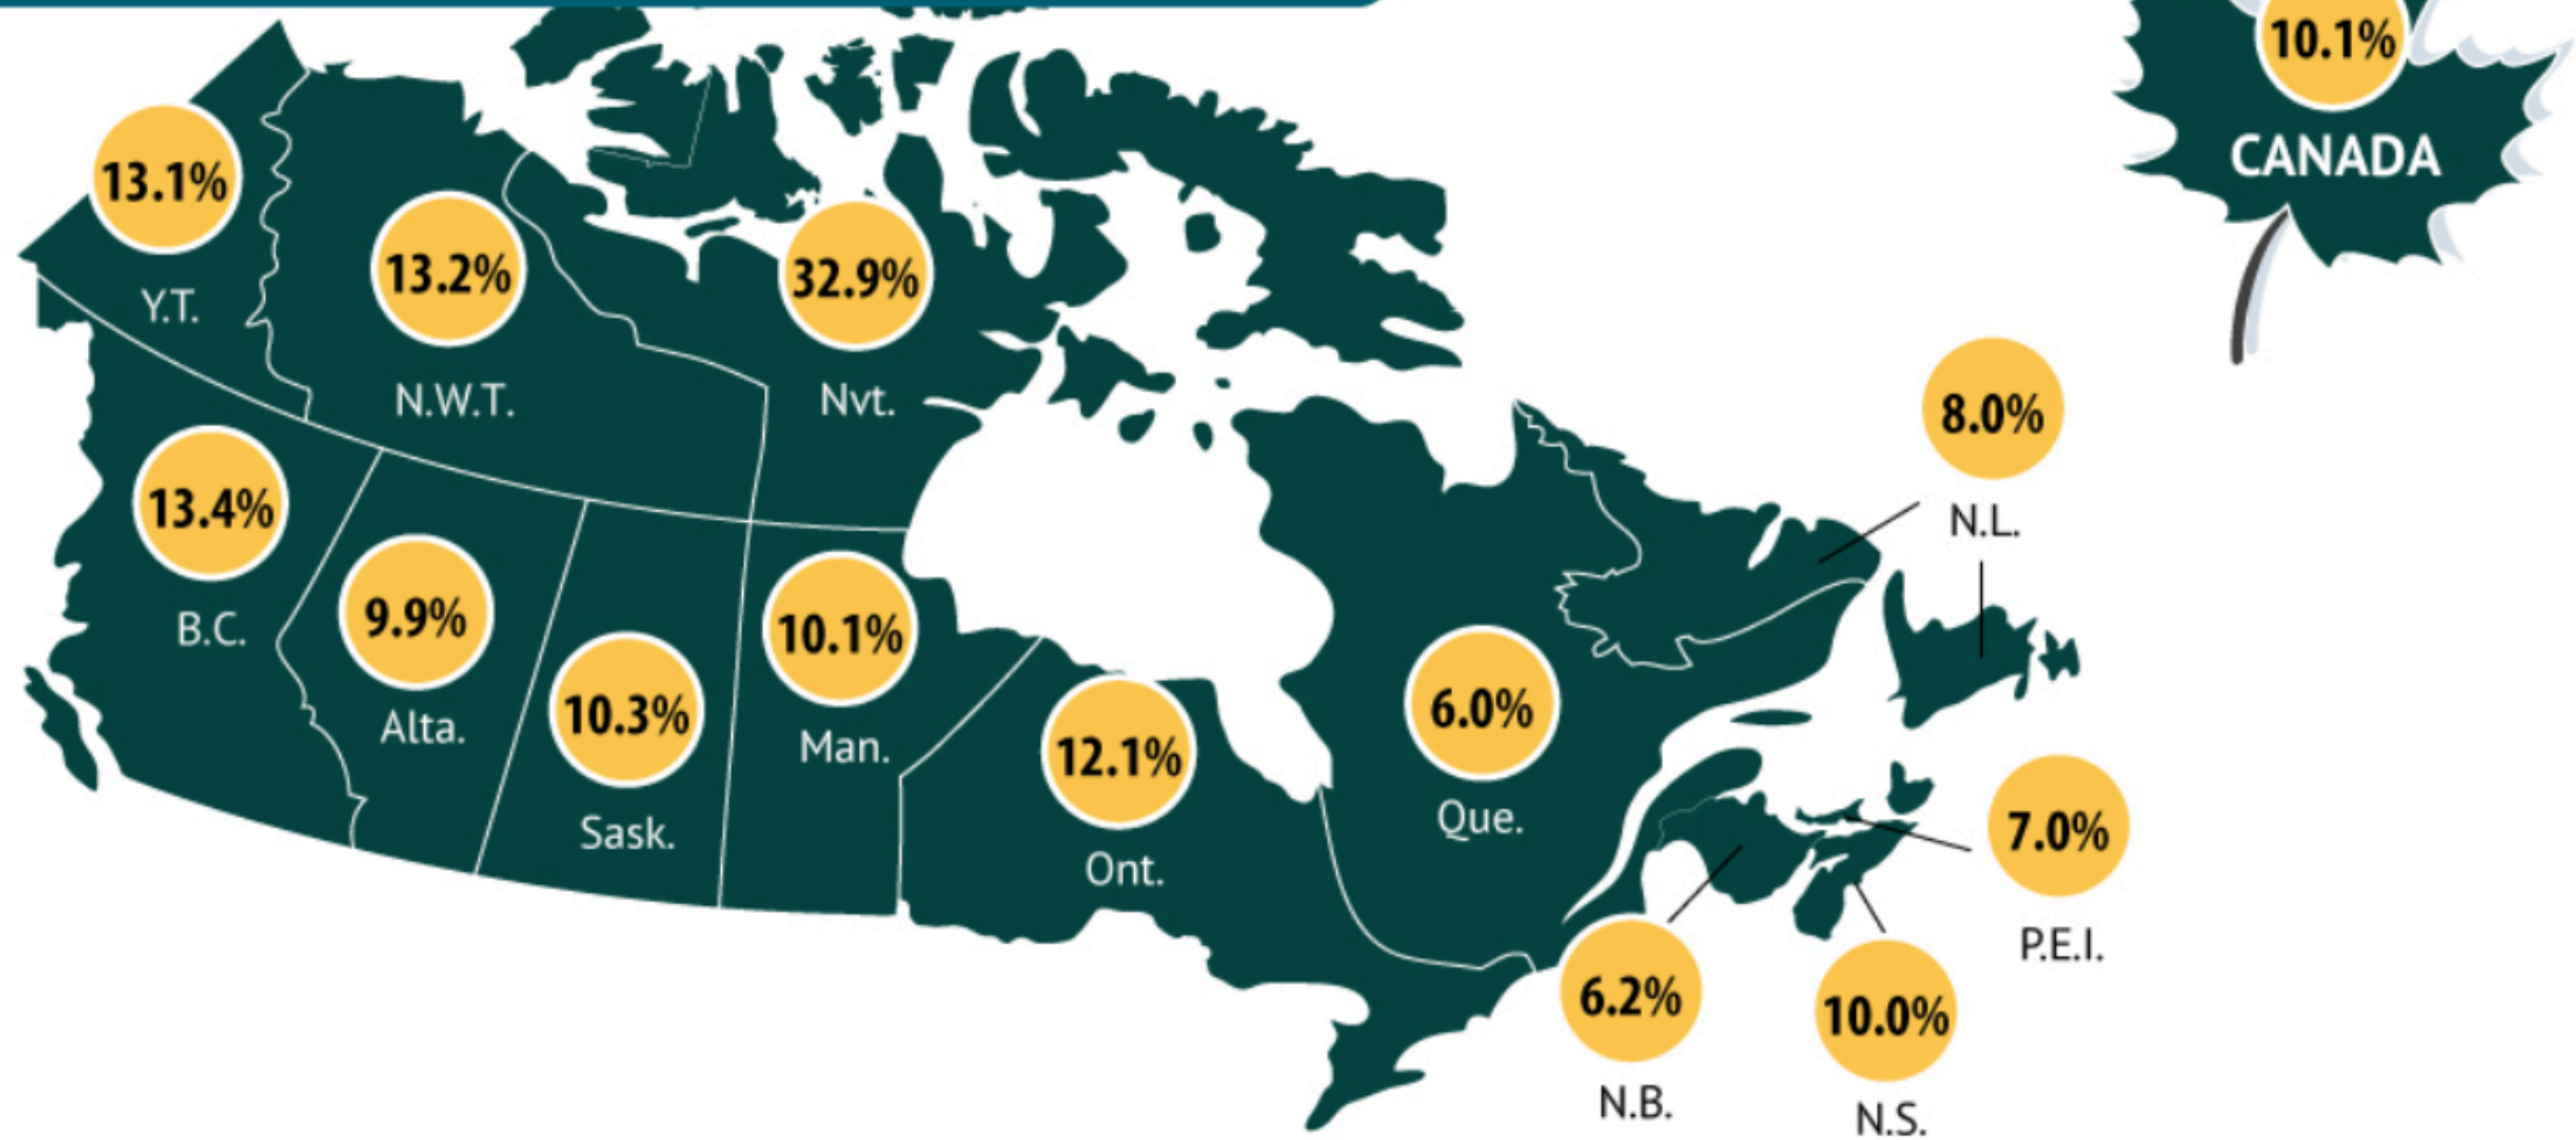 10.1%
CANADA
13.1%
Y.T.
13.2%
N.W.T.
32.9%
Nvt.
13.4%
B.C.
9.9%
Alta.
10.3%
Sask.
10.1%
Man.
12.1%
Ont.
6.0%
Que.
8.0%
N.L.
7.0%
P.E.I.
6.2%
N.B.
10.0%
N.S.